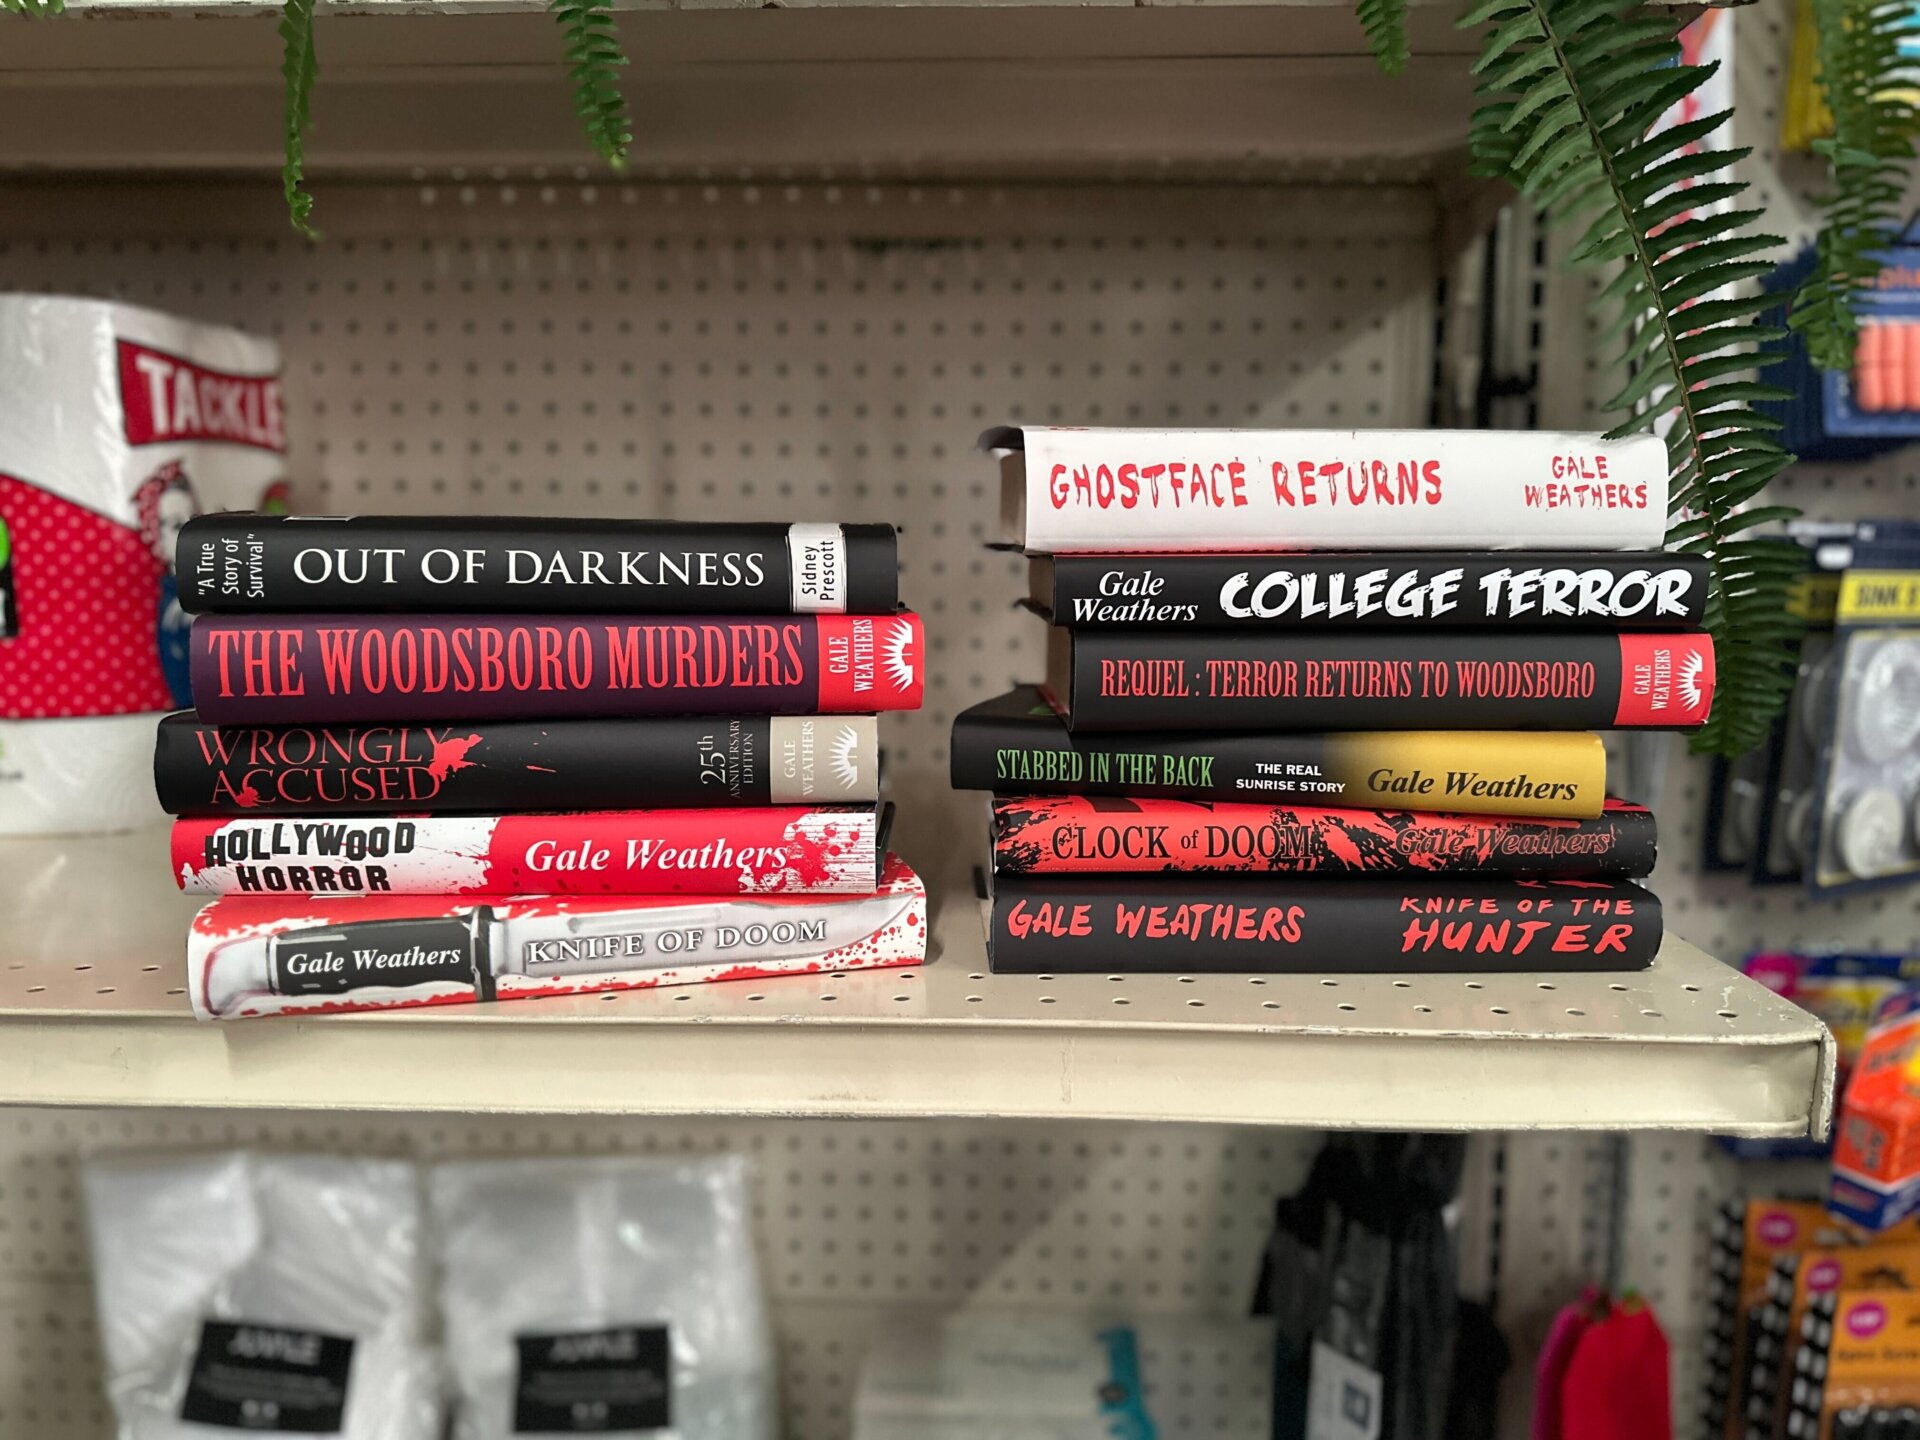 TACKLE
"A True
Story of
Survival"
OUT OF DARKNESS
Sidney
Prescott
THE WOODSBORO MURDERS
GALE
WEATHERS
WRONGLY
ACCUSED
25th
ANNIVERSARY
EDITION
GALE
WEATHERS
HOLLYWOOD
HORROR
Gale Weathers
Gale Weathers
KNIFE OF DOOM
GHOSTFACE RETURNS
GALE
WEATHERS
Gale
Weathers
COLLEGE TERROR
REQUEL : TERROR RETURNS TO WOODSBORO
GALE
WEATHERS
STABBED IN THE BACK
THE REAL
SUNRISE STORY
Gale Weathers
CLOCK of DOOM
Gale Weathers
GALE WEATHERS
KNIFE OF THE
HUNTER